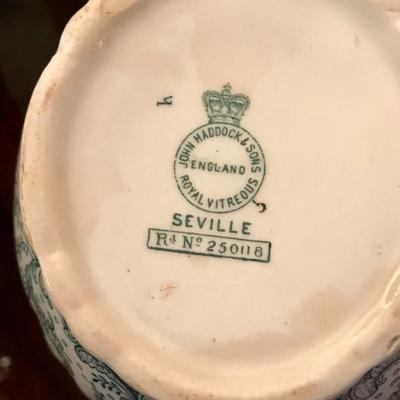 JOHN MADDOCK & SONS
ENGLAND
ROYAL VITREOUS
SEVILLE
Rd No 250118